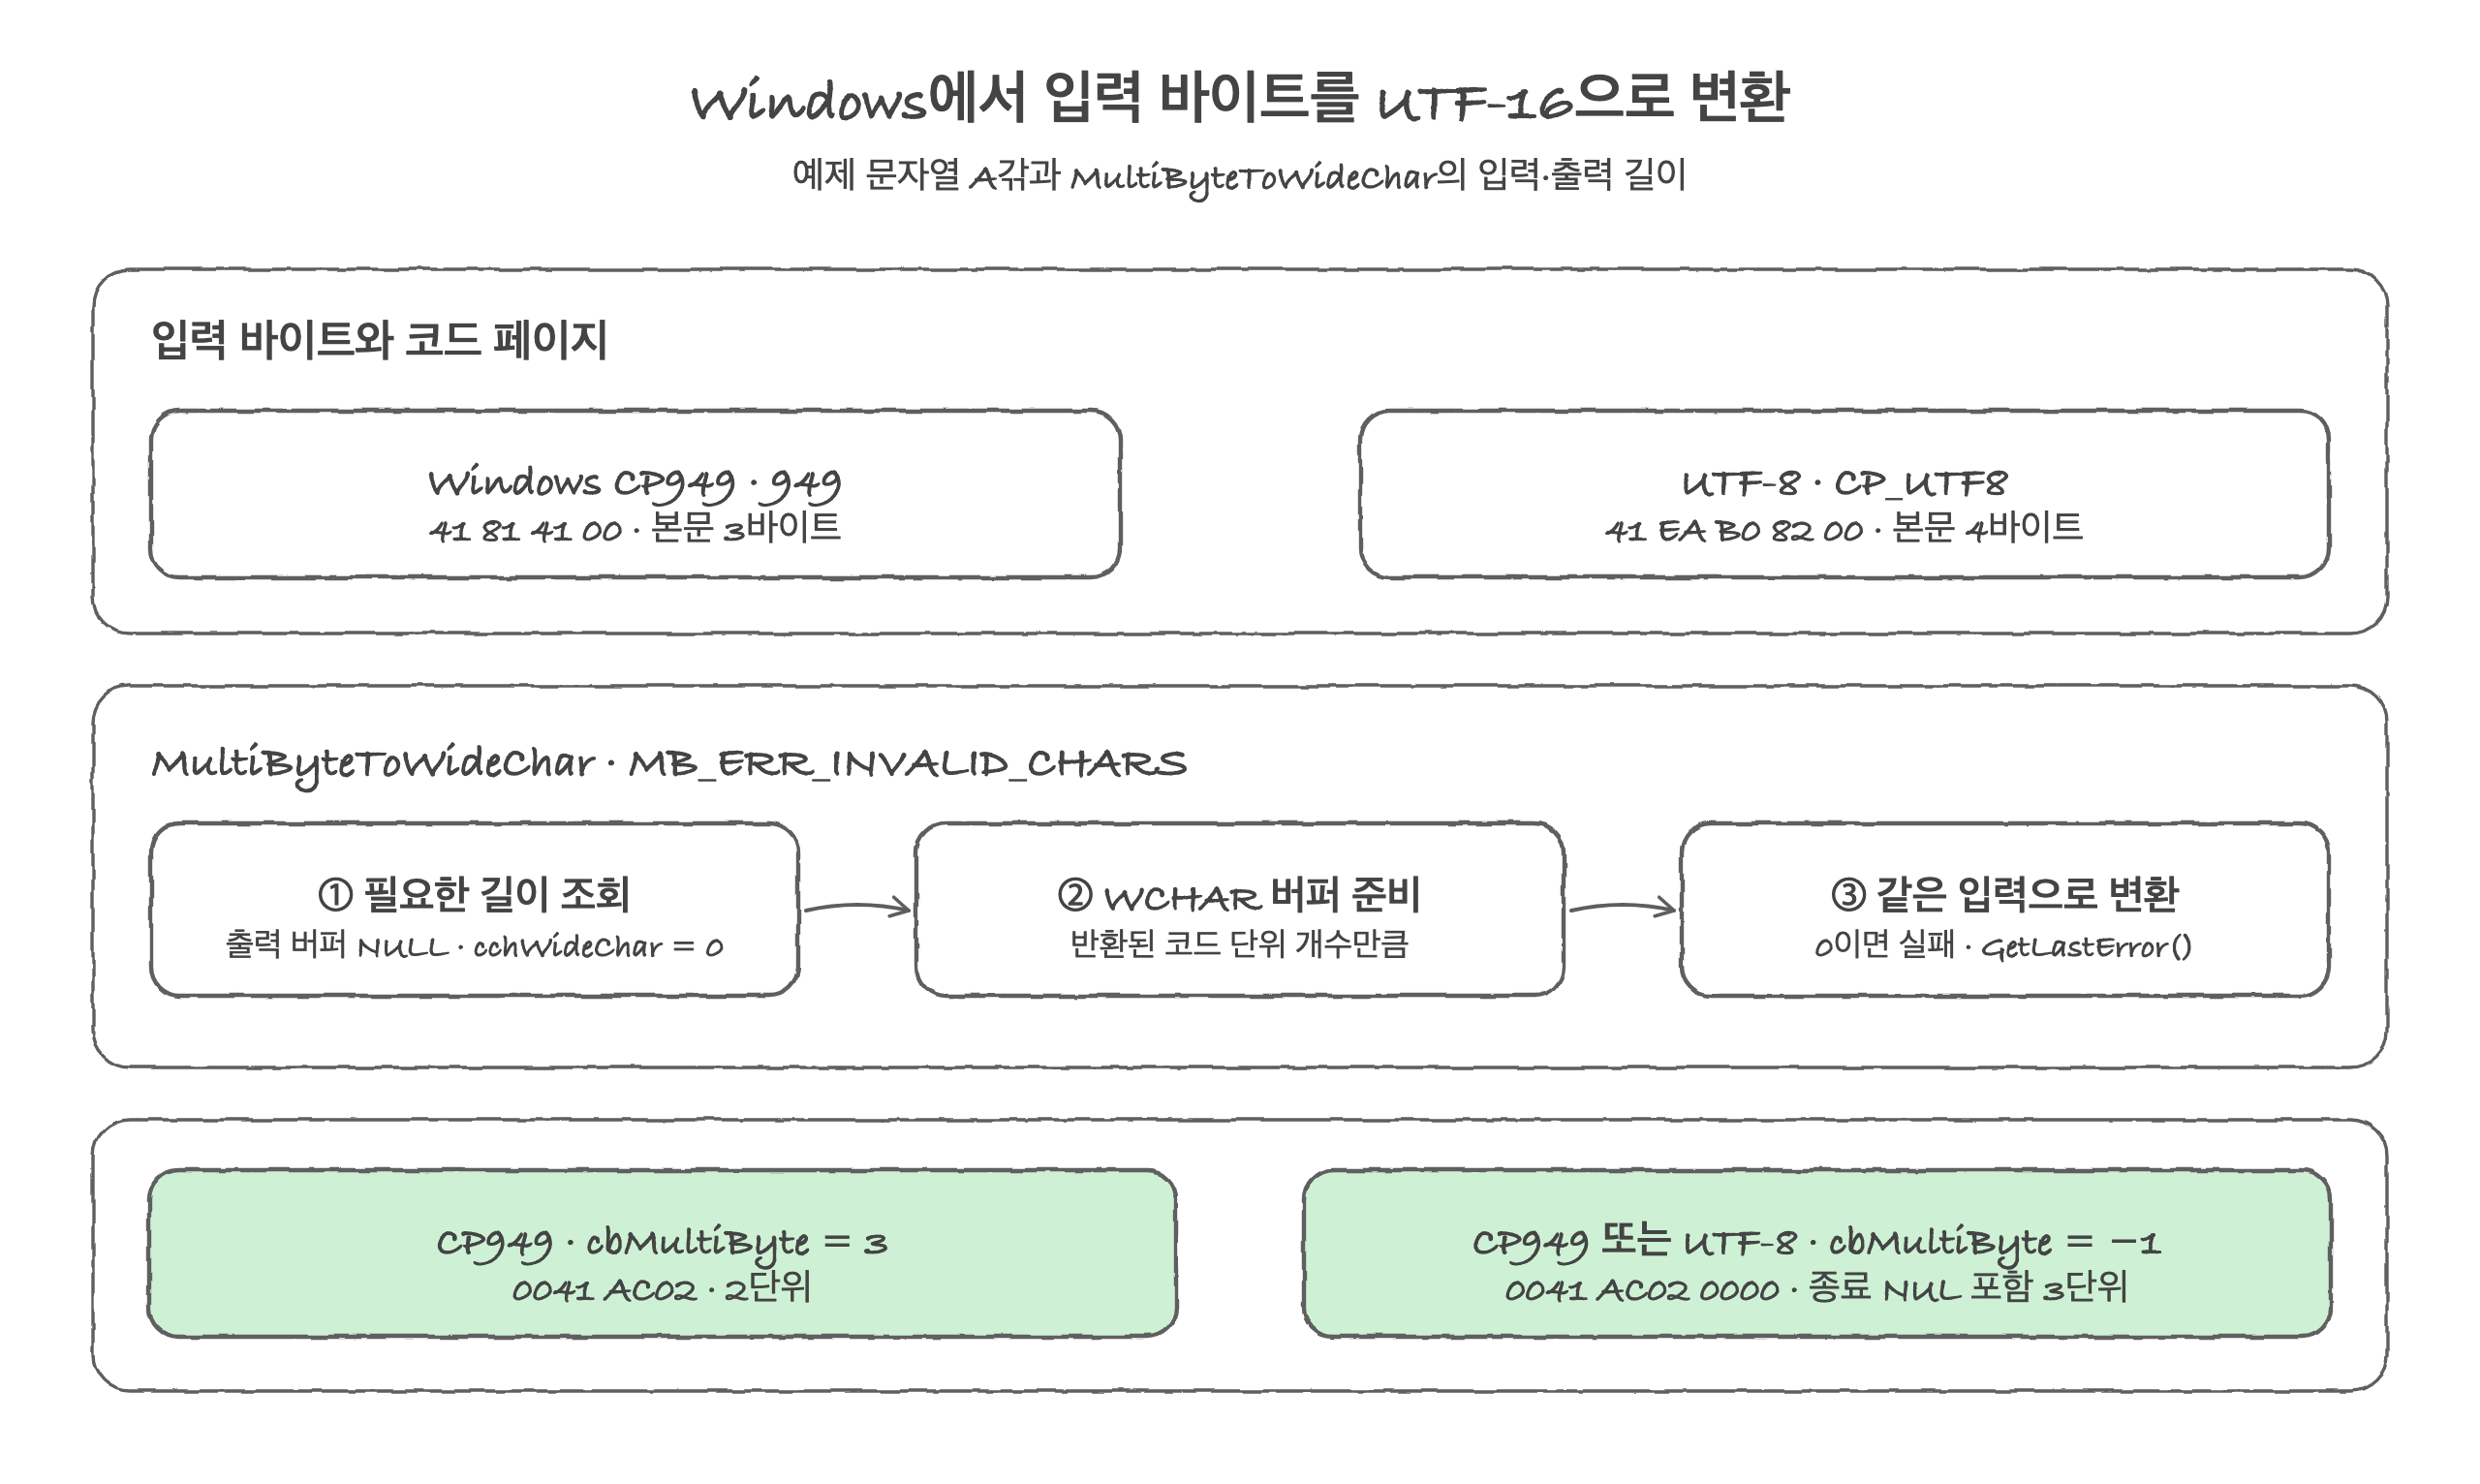 Windows에서 입력 바이트를 UTF-16으로 변환
예제 문자열 A갂과 MultiByteToWideChar의 입력·출력 길이
입력 바이트와 코드 페이지
Windows CP949 · 949
41 81 41 00 · 본문 3바이트
UTF-8 · CP_UTF8
41 EA B0 82 00 · 본문 4바이트
MultiByteToWideChar · MB_ERR_INVALID_CHARS
① 필요한 길이 조회
출력 버퍼 NULL · cchWideChar = 0
② WCHAR 버퍼 준비
반환된 코드 단위 개수만큼
③ 같은 입력으로 변환
0이면 실패 · GetLastError()
CP949 · cbMultiByte = 3
0041 AC02 · 2단위
CP949 또는 UTF-8 · cbMultiByte = −1
0041 AC02 0000 · 종료 NUL 포함 3단위